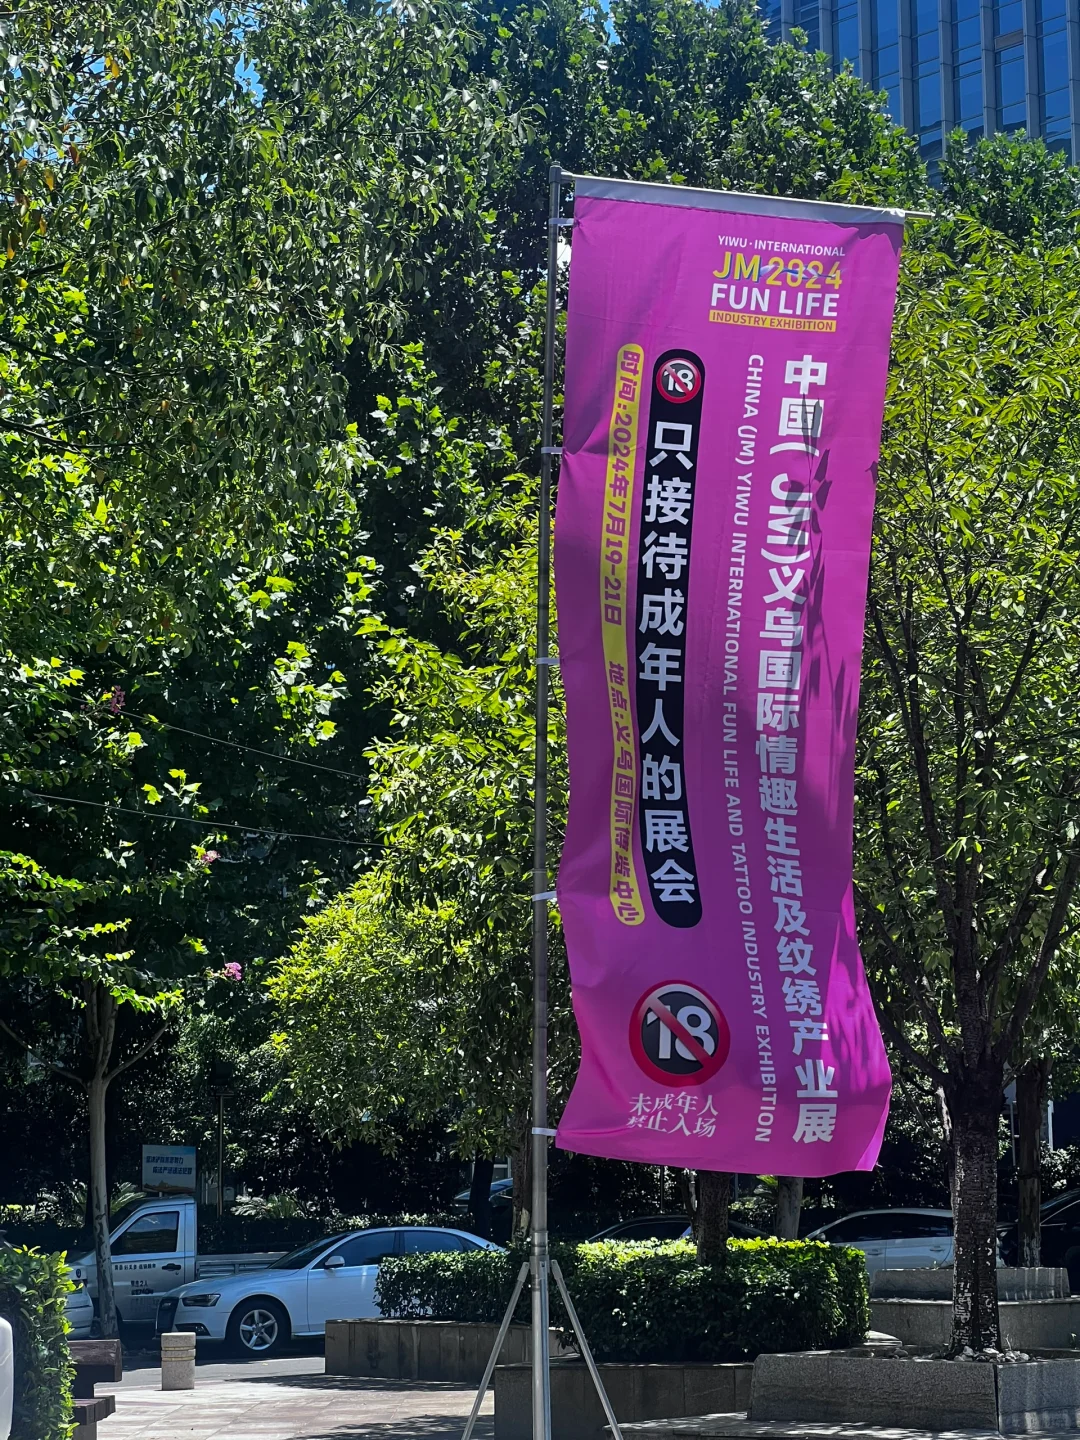 YIWU·INTERNATIONAL
JM 2024
FUN LIFE
INDUSTRY EXHIBITION
中国(JM)义乌国际情趣生活及纹绣产业展
CHINA (JM) YIWU INTERNATIONAL FUN LIFE AND TATTOO INDUSTRY EXHIBITION
18 只接待成年人的展会
时间:2024年7月19-21日 地点:义乌国际博览中心
18
未成年人
禁止入场